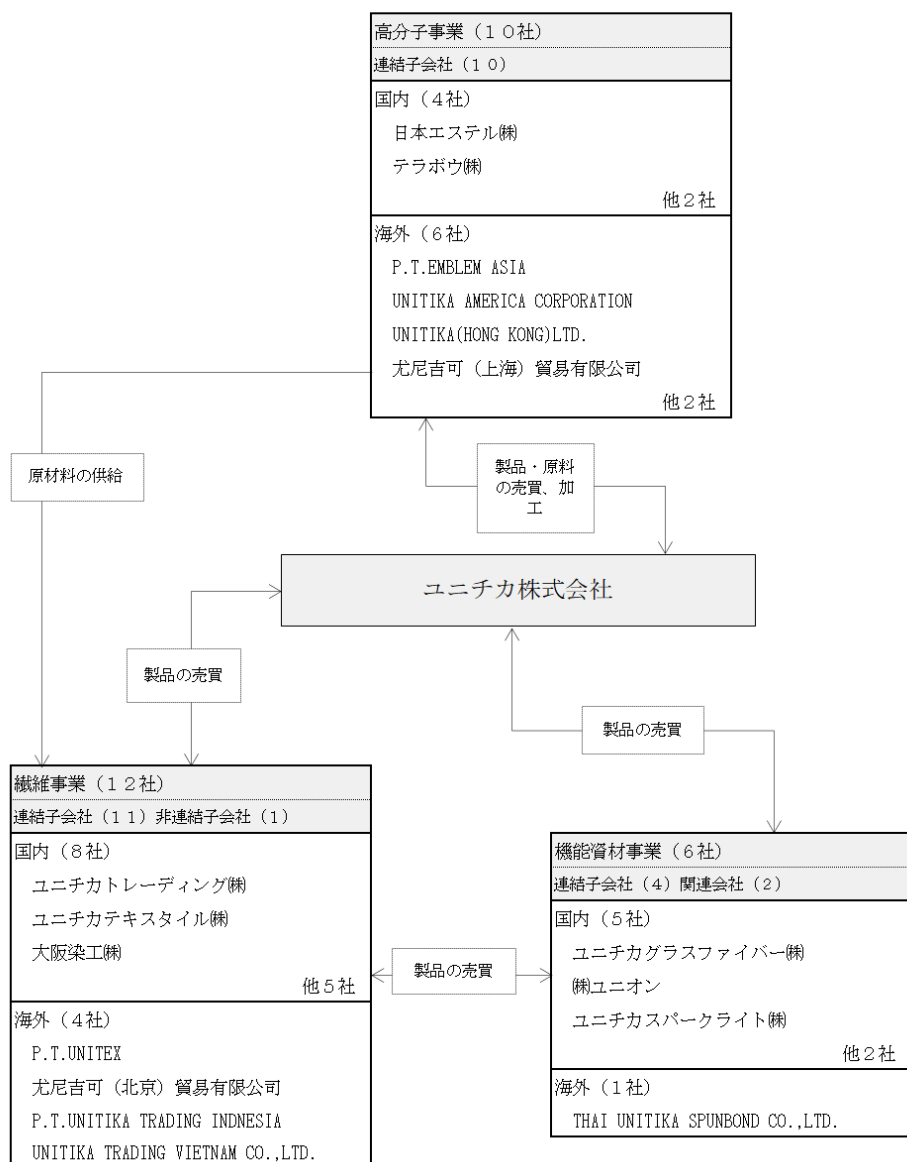 高分子事業（１０社）
連結子会社（１０）
国内（４社）
日本エステル㈱
テラボウ㈱
他２社
海外（６社）
P.T.EMBLEM ASIA
UNITIKA AMERICA CORPORATION
UNITIKA(HONG KONG)LTD.
尤尼吉可（上海）貿易有限公司
他２社
原材料の供給
製品・原料
の売買、加
工
ユニチカ株式会社
製品の売買
製品の売買
繊維事業（１２社）
連結子会社（１１）非連結子会社（１）
国内（８社）
ユニチカトレーディング㈱
ユニチカテキスタイル㈱
大阪染工㈱
他５社
海外（４社）
P.T.UNITEX
尤尼吉可（北京）貿易有限公司
P.T.UNITIKA TRADING INDNESIA
UNITIKA TRADING VIETNAM CO.,LTD.
製品の売買
機能資材事業（６社）
連結子会社（４）関連会社（２）
国内（５社）
ユニチカグラスファイバー㈱
㈱ユニオン
ユニチカスパークライト㈱
他２社
海外（１社）
THAI UNITIKA SPUNBOND CO.,LTD.